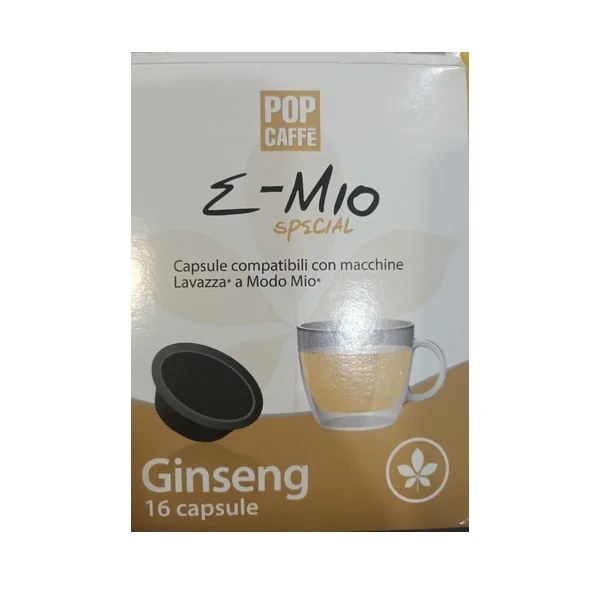 POP
CAFFÈ
E-MIO
SPECIAL
Capsule compatibili con macchine
Lavazza* a Modo Mio*
Ginseng
16 capsule